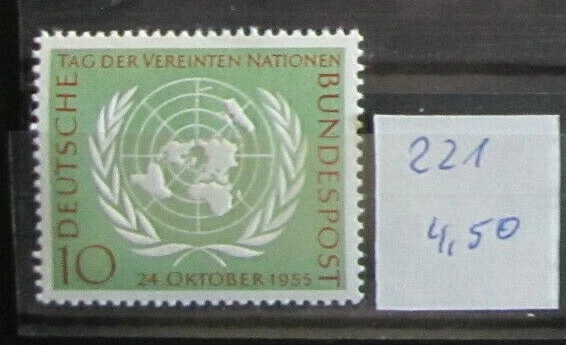 TAG DER VEREINTEN NATIONEN
DEUTSCHE
BUNDESPOST
10
24 OKTOBER 1955
221
4,50